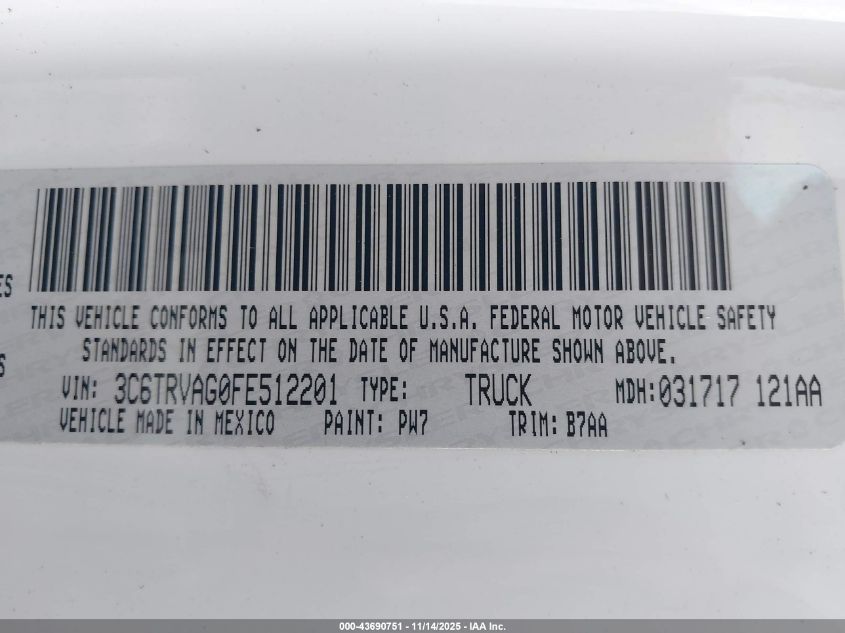 ES
THIS VEHICLE CONFORMS TO ALL APPLICABLE U.S.A. FEDERAL MOTOR VEHICLE SAFETY
S
STANDARDS IN EFFECT ON THE DATE OF MANUFACTURE SHOWN ABOVE.
VIN: 3C6TRVAG0FE512201 TYPE: TRUCK MDH:031717 121AA
VEHICLE MADE IN MEXICO PAINT: PW7 TRIM: B7AA
000-43690751 - 11/14/2025 - IAA Inc.